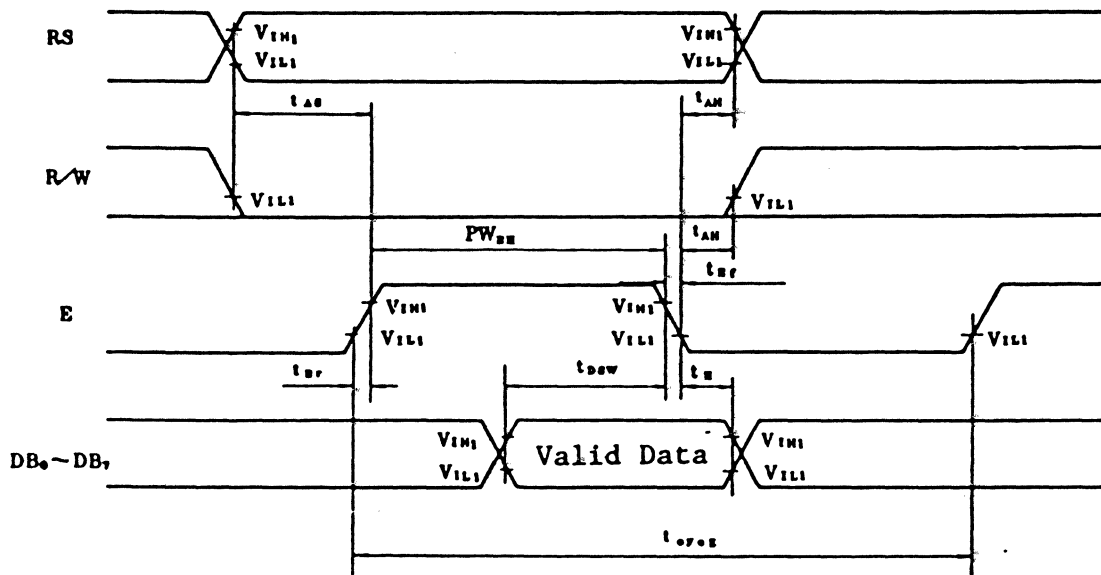 RS VIH1 VIH1
VIL1 VIL1
tAS tAH
R/W VIL1 VIL1
PWEH tAH
tEf
E VIH1 VIH1
VIL1 VIL1 VIL1
tEr tDSW tH
VIH1 Valid Data VIH1
DB0~DB7 VIL1 VIL1
tcycE